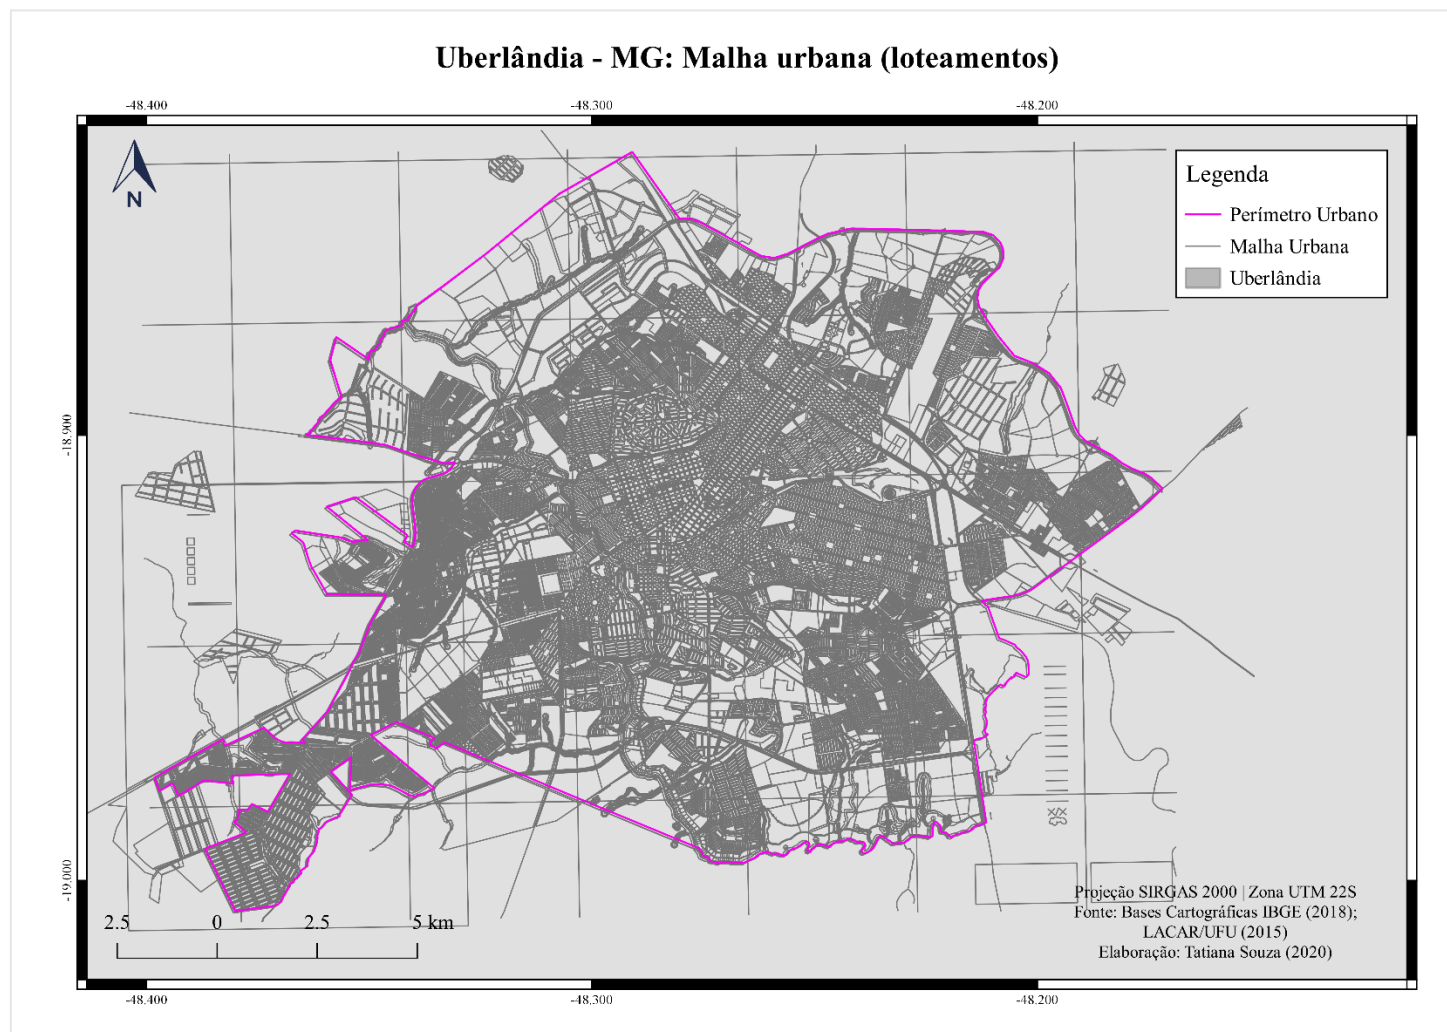 Uberlândia - MG: Malha urbana (loteamentos)
-48.400 -48.300 -48.200
N
Legenda
Perímetro Urbano
Malha Urbana
Uberlândia
-18.900
-19.000
2.5 0 2.5 5 km
Projeção SIRGAS 2000 | Zona UTM 22S
Fonte: Bases Cartográficas IBGE (2018);
LACAR/UFU (2015)
Elaboração: Tatiana Souza (2020)
-48.400 -48.300 -48.200